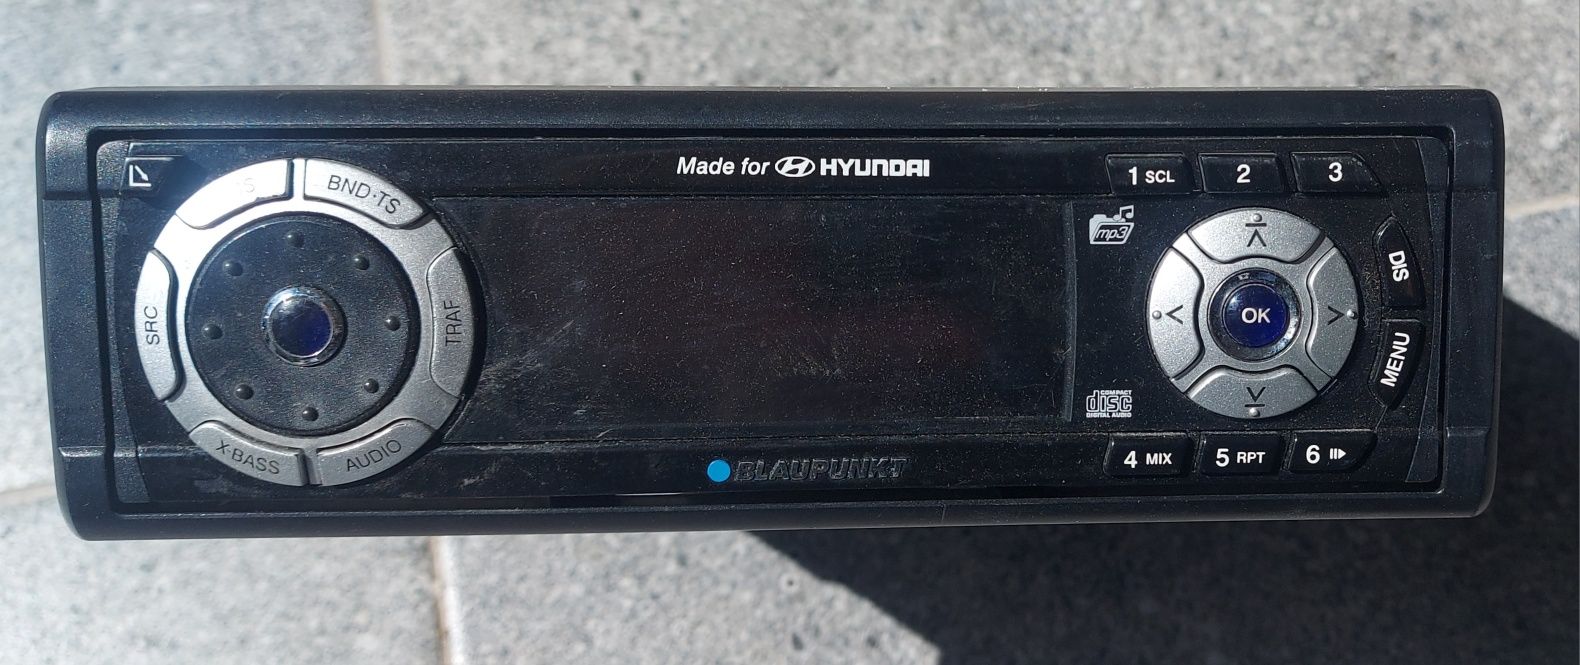 Made for HYUNDAI
BND·TS
SRC
TRAF
X-BASS
AUDIO
1 SCL
2
3
mp3
DIS
OK
MENU
COMPACT
disc
DIGITAL AUDIO
BLAUPUNKT
4 MIX
5 RPT
6